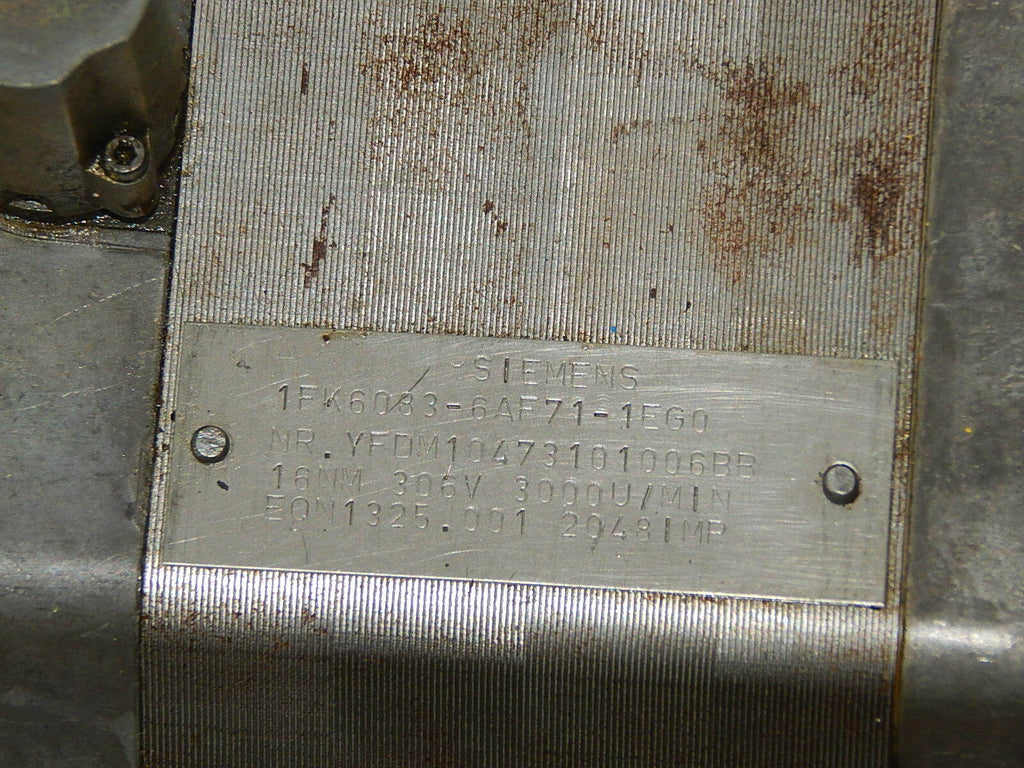 SIEMENS
1FK6083-6AF71-1EG0
NR.YFDM10473101006BB
16NM 306V 3000U/MIN
EQN1325.001 2048IMP